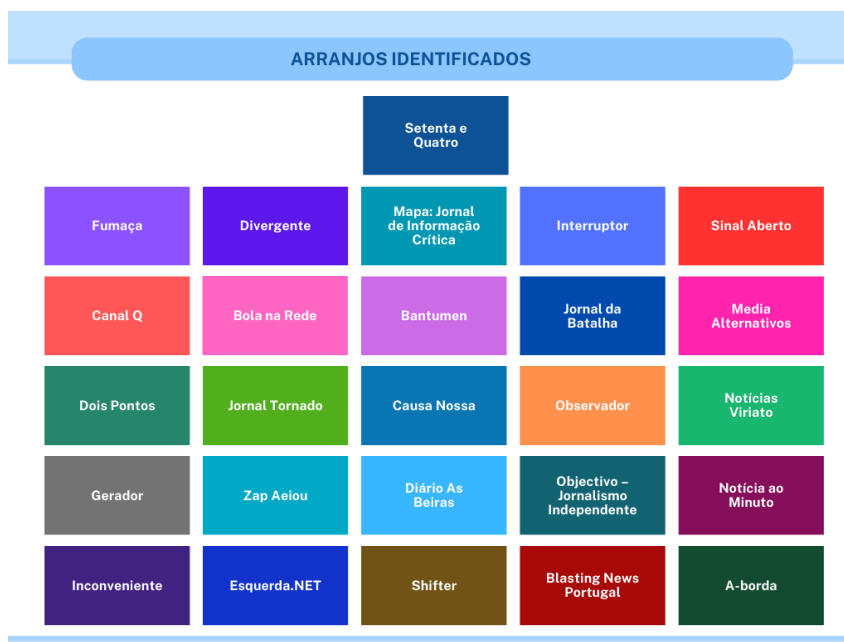 ARRANJOS IDENTIFICADOS
Setenta e
Quatro
Fumaça
Divergente
Mapa: Jornal
de Informação
Crítica
Interruptor
Sinal Aberto
Canal Q
Bola na Rede
Bantumen
Jornal da
Batalha
Media
Alternativos
Dois Pontos
Jornal Tornado
Causa Nossa
Observador
Notícias
Viriato
Gerador
Zap Aeiou
Diário As
Beiras
Objectivo –
Jornalismo
Independente
Notícia ao
Minuto
Inconveniente
Esquerda.NET
Shifter
Blasting News
Portugal
A-borda